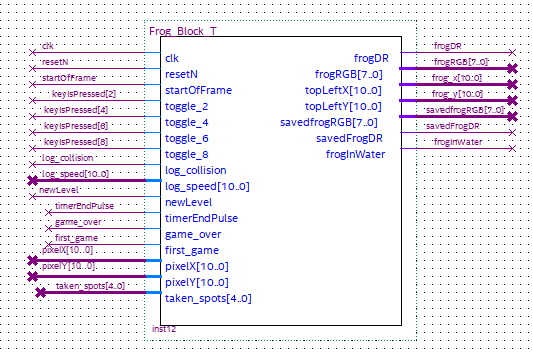 Frog_Block_T
clk clk frogDR frogDR
resetN resetN frogRGB[7..0] frogRGB[7..0]
startOfFrame startOfFrame topLeftX[10..0] frog_x[10..0]
keyIsPressed[2] toggle_2 topLeftY[10..0] frog_y[10..0]
keyIsPressed[4] toggle_4 savedfrogRGB[7..0] savedfrogRGB[7..0]
keyIsPressed[6] toggle_6 savedFrogDR savedFrogDR
keyIsPressed[8] toggle_8 frogInWater frogInWater
log_collision log_collision
log_speed[10..0] log_speed[10..0]
newLevel newLevel
timerEndPulse timerEndPulse
game_over game_over
first_game first_game
pixelX[10..0] pixelX[10..0]
pixelY[10..0] pixelY[10..0]
taken_spots[4..0] taken_spots[4..0]
inst12